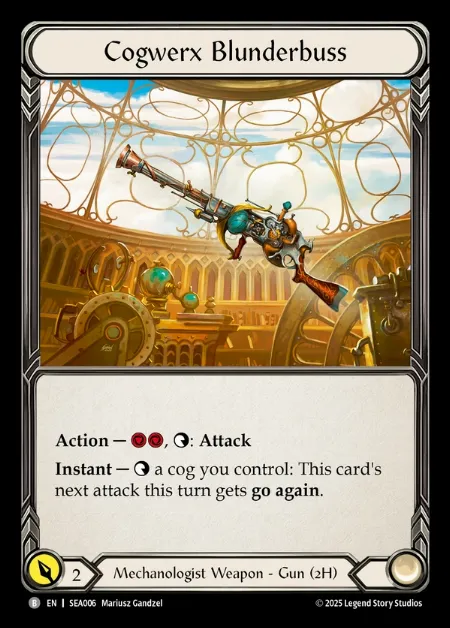 Cogwerx Blunderbuss
Action — , : Attack
Instant — a cog you control: This card's
next attack this turn gets go again.
2
Mechanologist Weapon - Gun (2H)
B EN | SEA006 Mariusz Gandzel
© 2025 Legend Story Studios